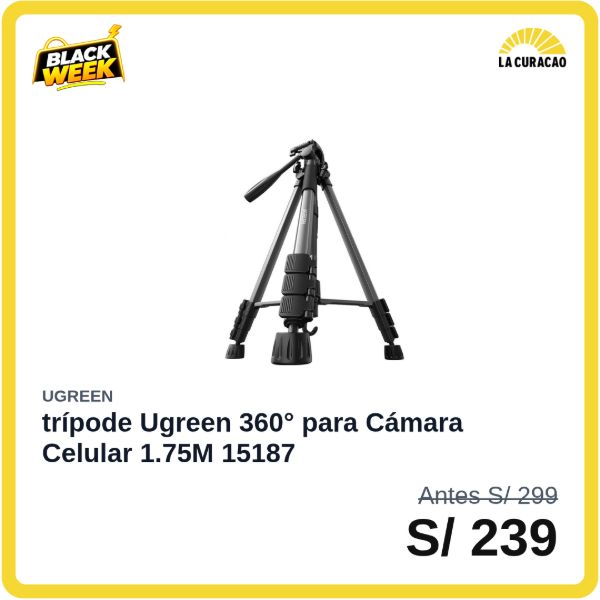 BLACK
WEEK
LA CURACAO
UGREEN
trípode Ugreen 360° para Cámara
Celular 1.75M 15187
Antes S/ 299
S/ 239